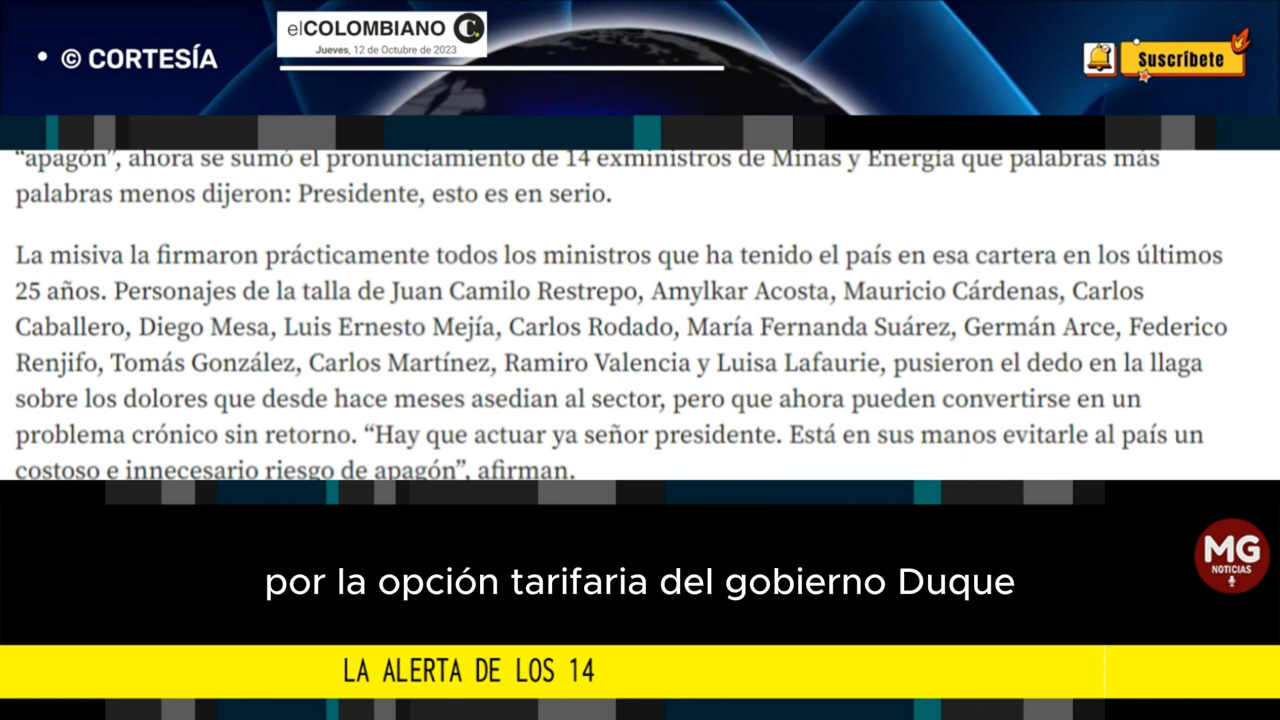 elCOLOMBIANO
Jueves, 12 de Octubre de 2023
• © CORTESÍA
Suscríbete
“apagón”, ahora se sumó el pronunciamiento de 14 exministros de Minas y Energía que palabras más
palabras menos dijeron: Presidente, esto es en serio.
La misiva la firmaron prácticamente todos los ministros que ha tenido el país en esa cartera en los últimos
25 años. Personajes de la talla de Juan Camilo Restrepo, Amylkar Acosta, Mauricio Cárdenas, Carlos
Caballero, Diego Mesa, Luis Ernesto Mejía, Carlos Rodado, María Fernanda Suárez, Germán Arce, Federico
Renjifo, Tomás González, Carlos Martínez, Ramiro Valencia y Luisa Lafaurie, pusieron el dedo en la llaga
sobre los dolores que desde hace meses asedian al sector, pero que ahora pueden convertirse en un
problema crónico sin retorno. “Hay que actuar ya señor presidente. Está en sus manos evitarle al país un
costoso e innecesario riesgo de apagón”, afirman.
MG
NOTICIAS
por la opción tarifaria del gobierno Duque
LA ALERTA DE LOS 14